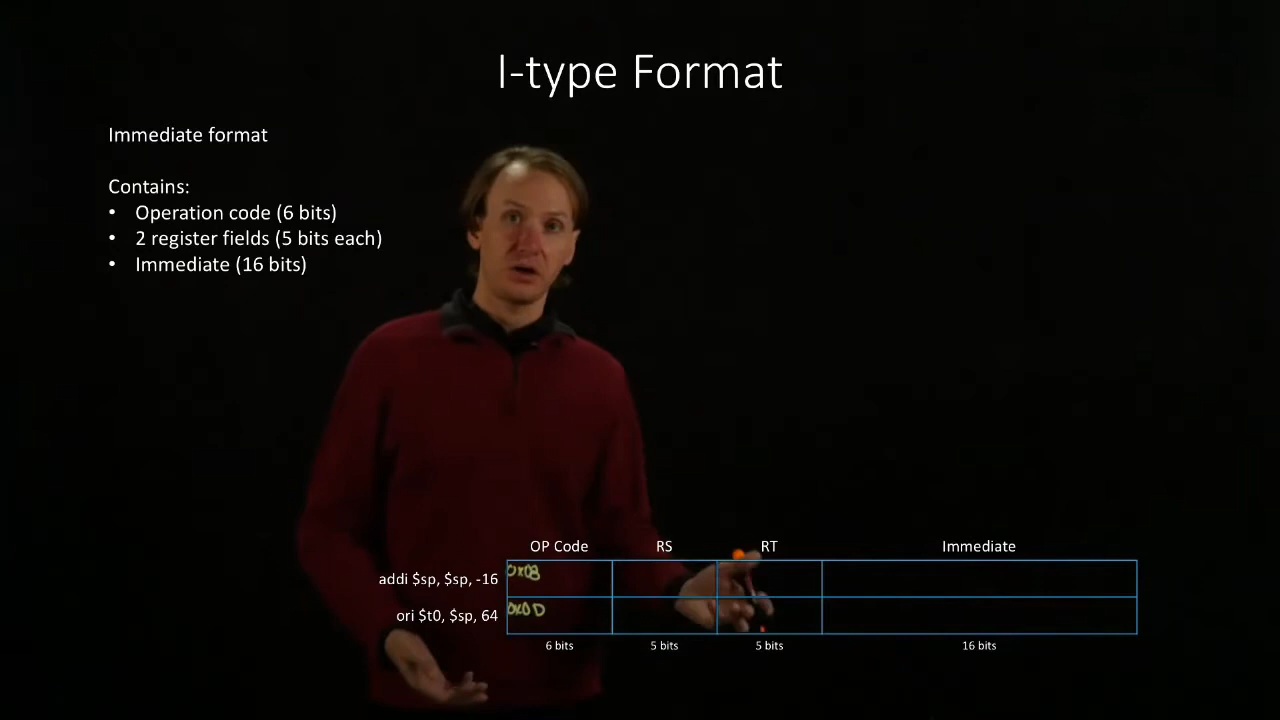 I-type Format
Immediate format
Contains:
• Operation code (6 bits)
• 2 register fields (5 bits each)
• Immediate (16 bits)
OP Code RS RT Immediate
addi $sp, $sp, -16 0x08
ori $t0, $sp, 64 0x0D
6 bits 5 bits 5 bits 16 bits